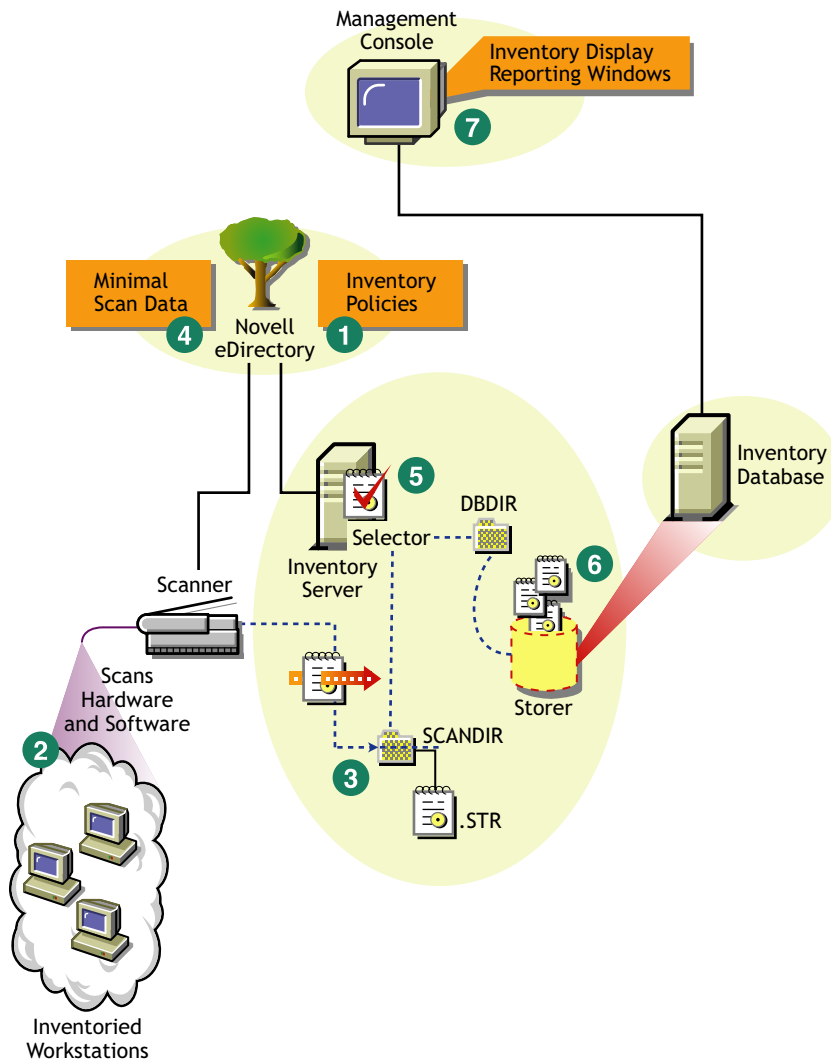 Management
Console
Inventory Display
Reporting Windows
7
Minimal
Scan Data
4
Novell
eDirectory
Inventory
Policies
1
5
Selector
Inventory
Server
DBDIR
6
Storer
Inventory
Database
Scanner
Scans
Hardware
and Software
2
SCANDIR
3
.STR
Inventoried
Workstations